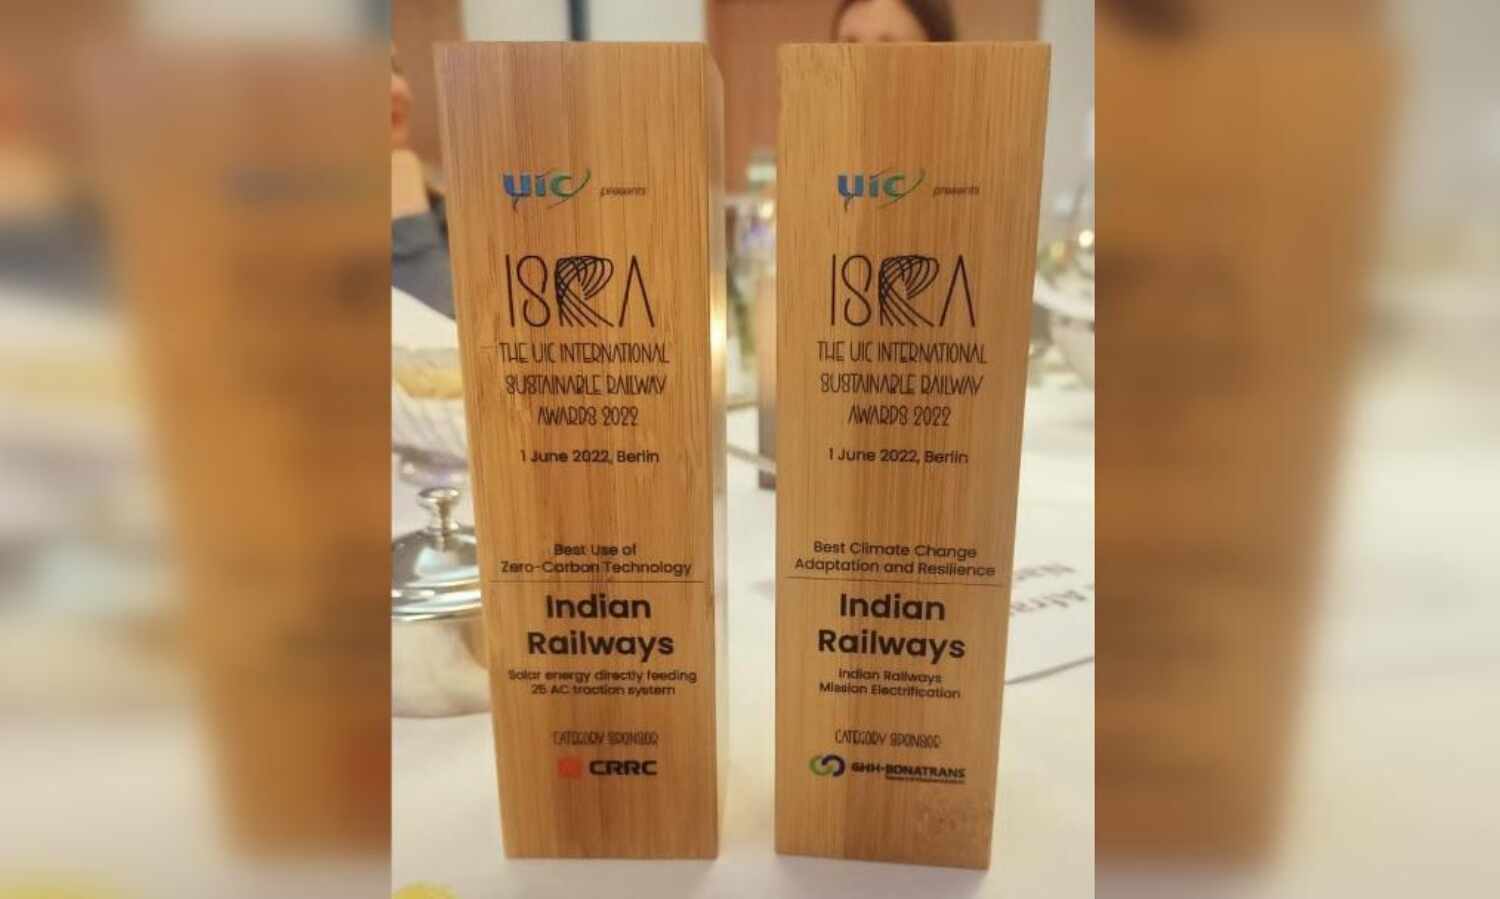 UIC presents
ISRA
THE UIC INTERNATIONAL
SUSTAINABLE RAILWAY
AWARDS 2022
1 June 2022, Berlin
Best Use of
Zero-Carbon Technology
Indian
Railways
Solar energy directly feeding
25 AC traction system
CATEGORY SPONSOR
CRRC
UIC presents
ISRA
THE UIC INTERNATIONAL
SUSTAINABLE RAILWAY
AWARDS 2022
1 June 2022, Berlin
Best Climate Change
Adaptation and Resilience
Indian
Railways
Indian Railways
Mission Electrification
CATEGORY SPONSOR
GHH-BONATRANS